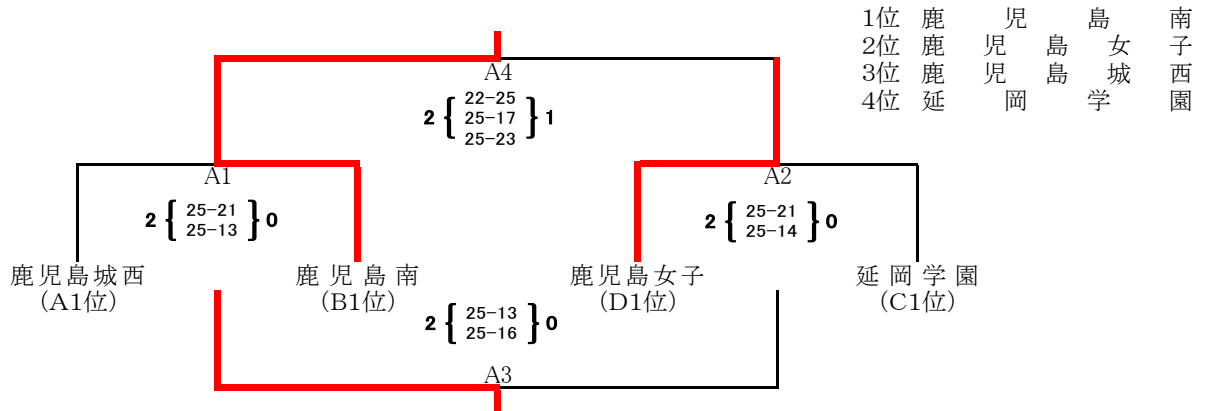 1位 鹿児島南
2位 鹿児島女子
3位 鹿児島城西
4位 延岡学園
A4
2 { 22-25 } 1
25-17
25-23
A1
2 { 25-21 } 0
25-13
A2
2 { 25-21 } 0
25-14
鹿児島城西
(A1位)
鹿児島南
(B1位)
鹿児島女子
(D1位)
延岡学園
(C1位)
2 { 25-13 } 0
25-16
A3